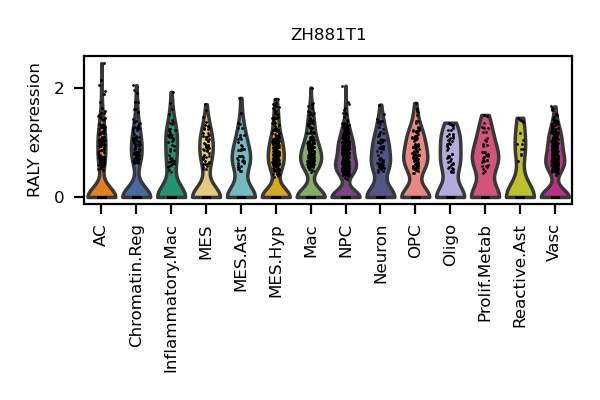 ZH881T1
RALY expression
2
0
AC
Chromatin.Reg
Inflammatory.Mac
MES
MES.Ast
MES.Hyp
Mac
NPC
Neuron
OPC
Oligo
Prolif.Metab
Reactive.Ast
Vasc